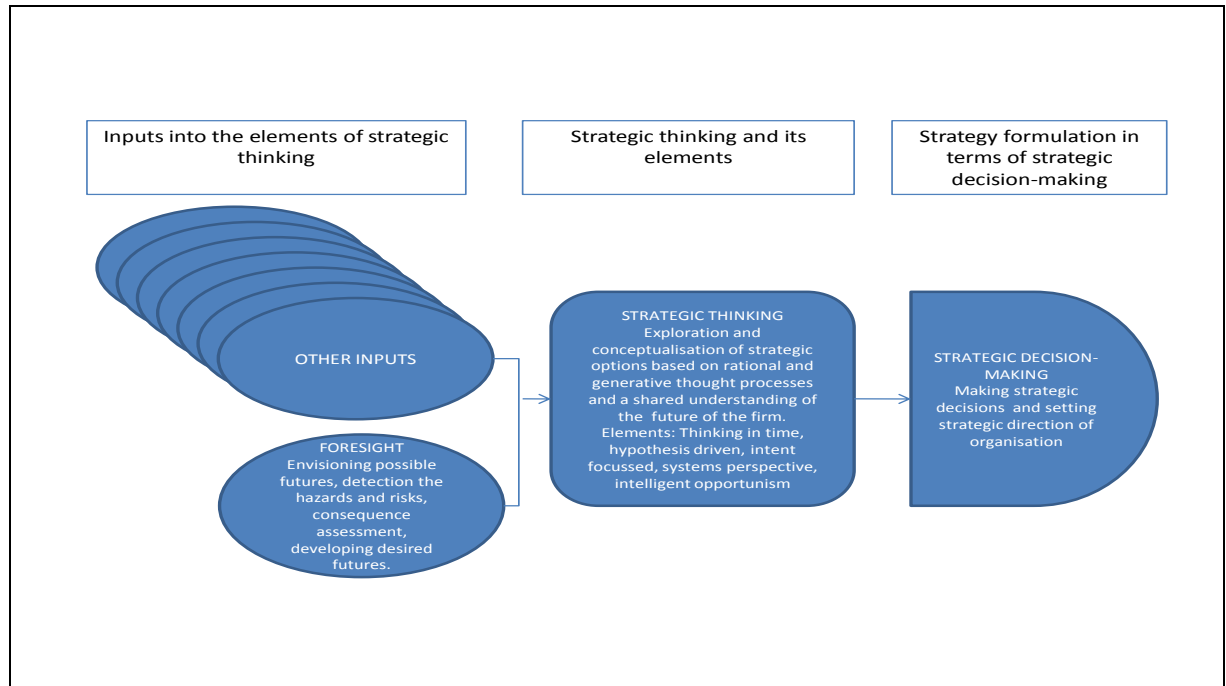 Inputs into the elements of strategic
thinking
Strategic thinking and its
elements
Strategy formulation in
terms of strategic
decision-making
OTHER INPUTS
FORESIGHT
Envisioning possible
futures, detection the
hazards and risks,
consequence
assessment,
developing desired
futures.
STRATEGIC THINKING
Exploration and
conceptualisation of strategic
options based on rational and
generative thought processes
and a shared understanding of
the future of the firm.
Elements: Thinking in time,
hypothesis driven, intent
focussed, systems perspective,
intelligent opportunism
STRATEGIC DECISION-
MAKING
Making strategic
decisions and setting
strategic direction of
organisation